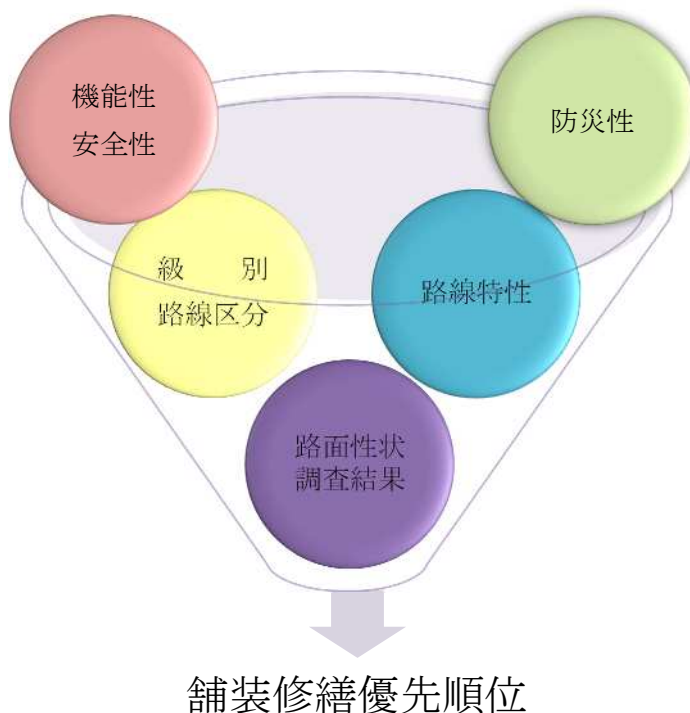 機能性
安全性
防災性
級　　別
路線区分
路線特性
路面性状
調査結果
舗装修繕優先順位